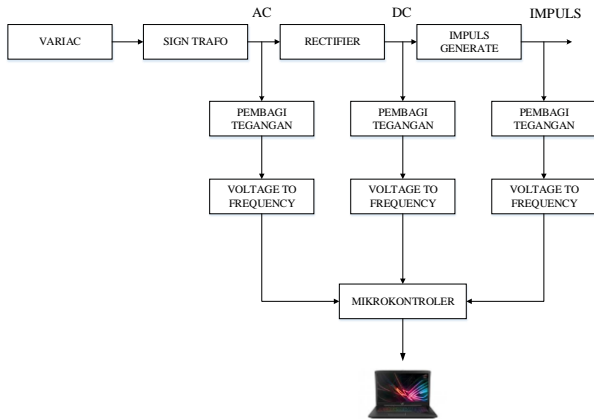 AC
DC
IMPULS
VARIAC
SIGN TRAFO
RECTIFIER
IMPULS
GENERATE
PEMBAGI
TEGANGAN
PEMBAGI
TEGANGAN
PEMBAGI
TEGANGAN
VOLTAGE TO
FREQUENCY
VOLTAGE TO
FREQUENCY
VOLTAGE TO
FREQUENCY
MIKROKONTROLER